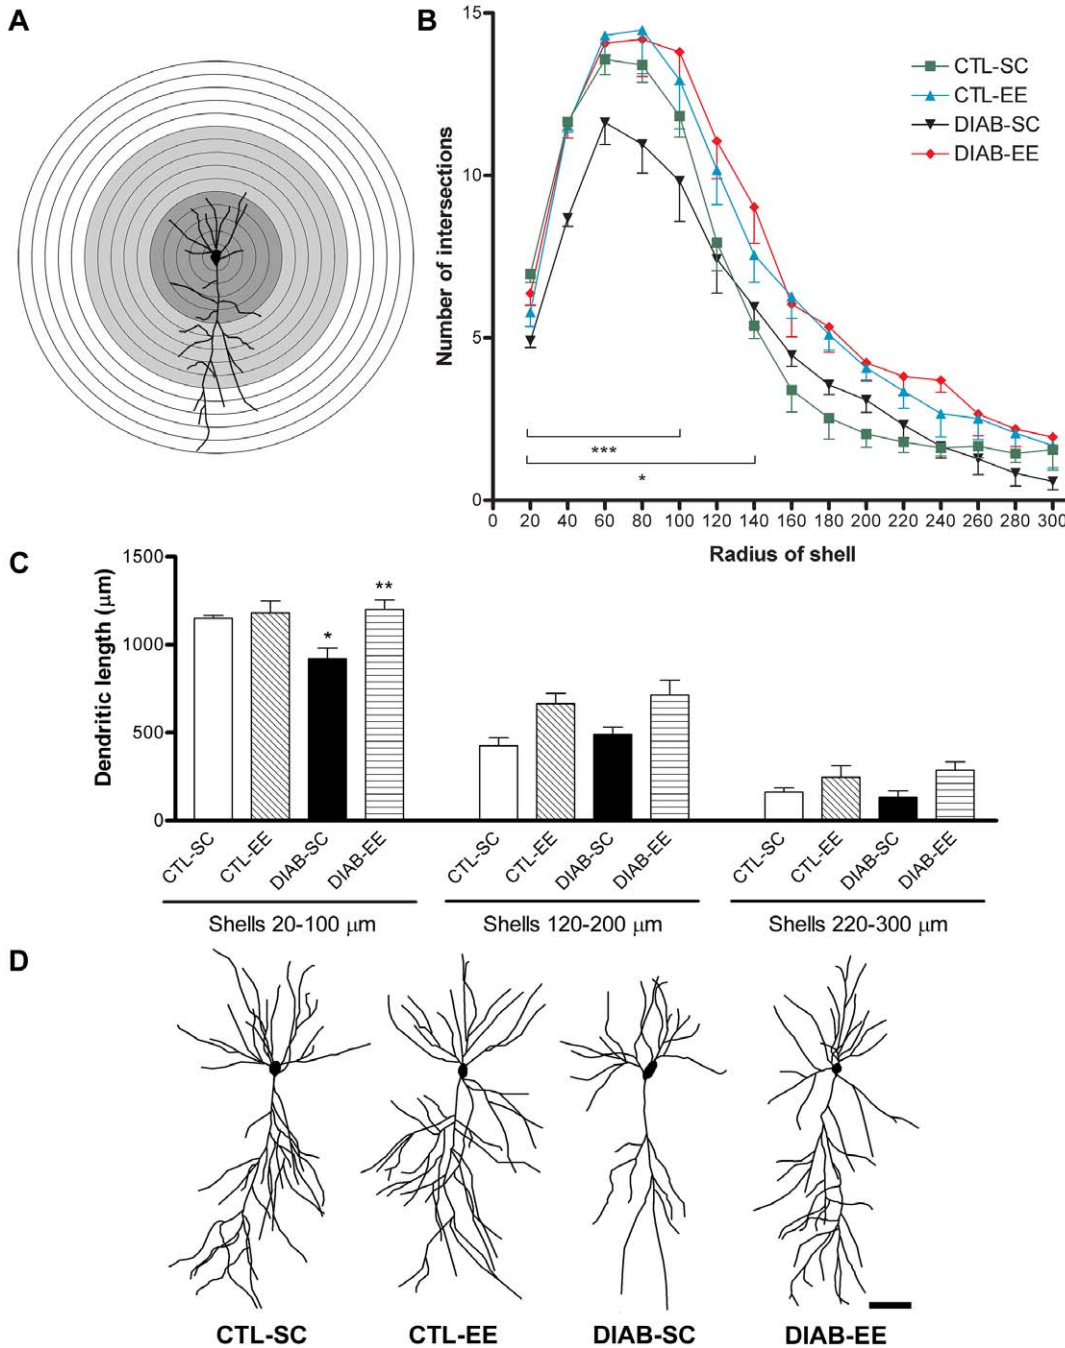 A
B
15
10
5
0
Number of intersections
CTL-SC
CTL-EE
DIAB-SC
DIAB-EE
***
*
0 20 40 60 80 100 120 140 160 180 200 220 240 260 280 300
Radius of shell
C
1500
1000
500
0
Dendritic length (μm)
*
**
CTL-SC CTL-EE DIAB-SC DIAB-EE CTL-SC CTL-EE DIAB-SC DIAB-EE CTL-SC CTL-EE DIAB-SC DIAB-EE
Shells 20-100 μm Shells 120-200 μm Shells 220-300 μm
D
CTL-SC CTL-EE DIAB-SC DIAB-EE